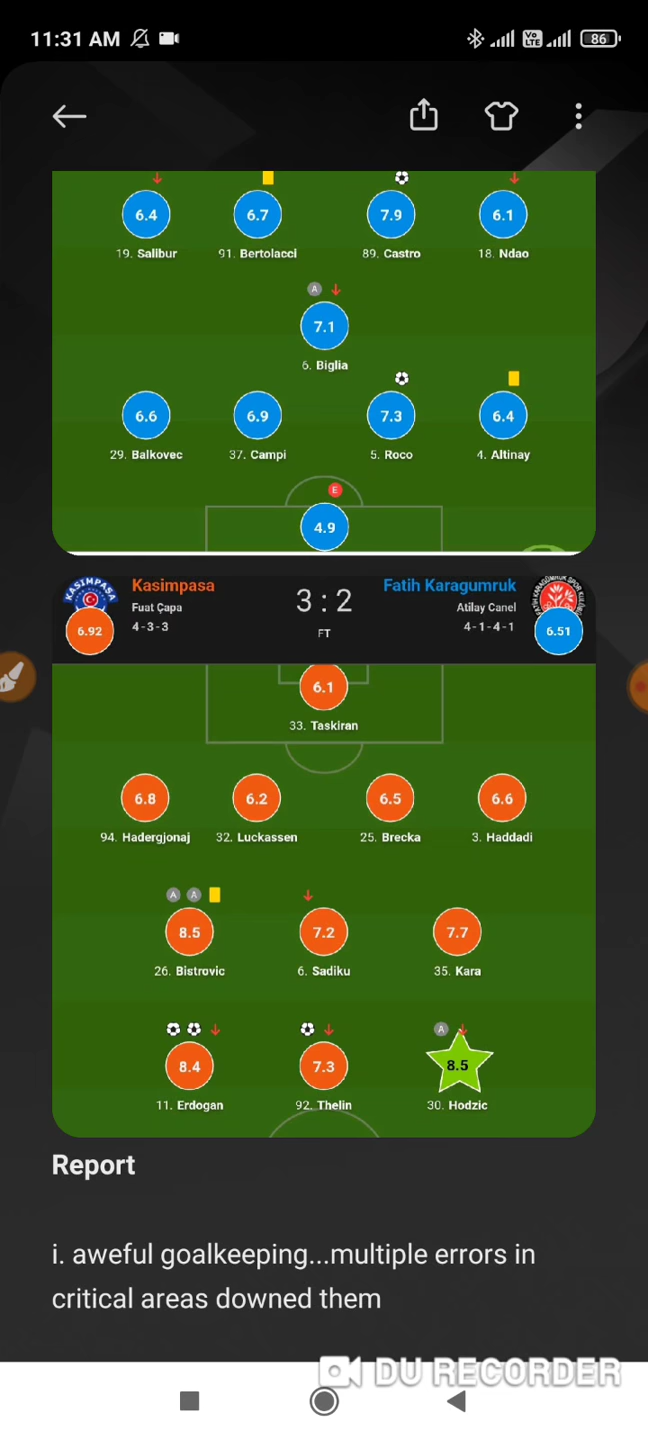 11:31 AM
Vo LTE
86
6.4 6.7 7.9 6.1
19. Salibur 91. Bertolacci 89. Castro 18. Ndao
A
7.1
6. Biglia
6.6 6.9 7.3 6.4
29. Balkovec 37. Campi 5. Roco 4. Altinay
E
4.9
KASIMPASA
Kasimpasa 3 : 2 Fatih Karagumruk
Fuat Çapa Atilay Canel
4-3-3 FT 4-1-4-1
6.92 6.51
6.1
33. Taskiran
6.8 6.2 6.5 6.6
94. Hadergjonaj 32. Luckassen 25. Brecka 3. Haddadi
A A
8.5 7.2 7.7
26. Bistrovic 6. Sadiku 35. Kara
A
8.4 7.3 8.5
11. Erdogan 92. Thelin 30. Hodzic
Report
i. aweful goalkeeping...multiple errors in
critical areas downed them
DU RECORDER